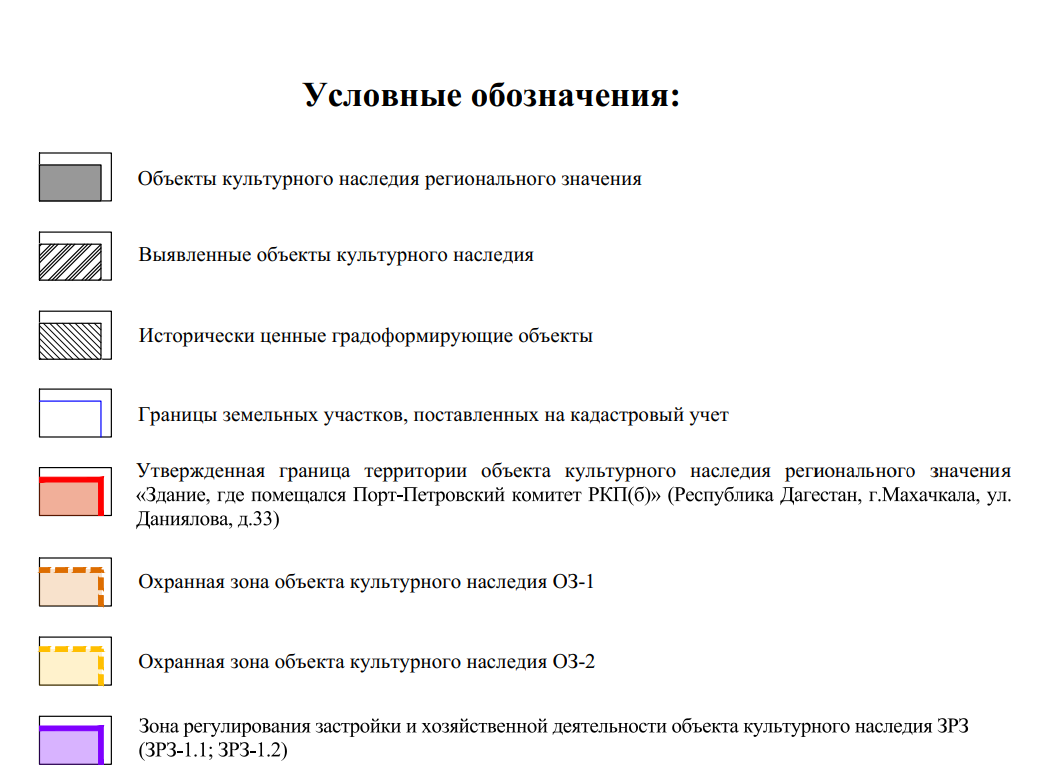 Условные обозначения:
Объекты культурного наследия регионального значения
Выявленные объекты культурного наследия
Исторически ценные градоформирующие объекты
Границы земельных участков, поставленных на кадастровый учет
Утвержденная граница территории объекта культурного наследия регионального значения
«Здание, где помещался Порт-Петровский комитет РКП(б)» (Республика Дагестан, г.Махачкала, ул.
Даниялова, д.33)
Охранная зона объекта культурного наследия ОЗ-1
Охранная зона объекта культурного наследия ОЗ-2
Зона регулирования застройки и хозяйственной деятельности объекта культурного наследия ЗРЗ
(ЗРЗ-1.1; ЗРЗ-1.2)